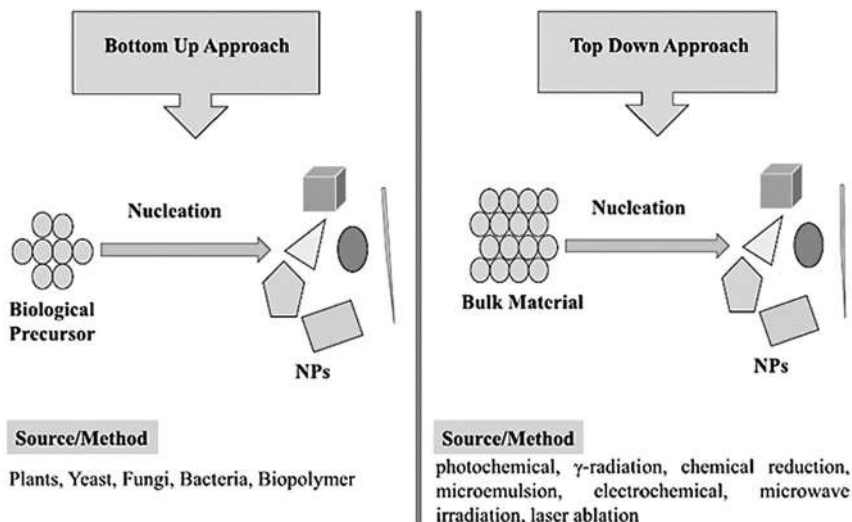 Bottom Up Approach
Nucleation
Biological
Precursor
NPs
Source/Method
Plants, Yeast, Fungi, Bacteria, Biopolymer
Top Down Approach
Nucleation
Bulk Material
NPs
Source/Method
photochemical, γ-radiation, chemical reduction,
microemulsion, electrochemical, microwave
irradiation, laser ablation